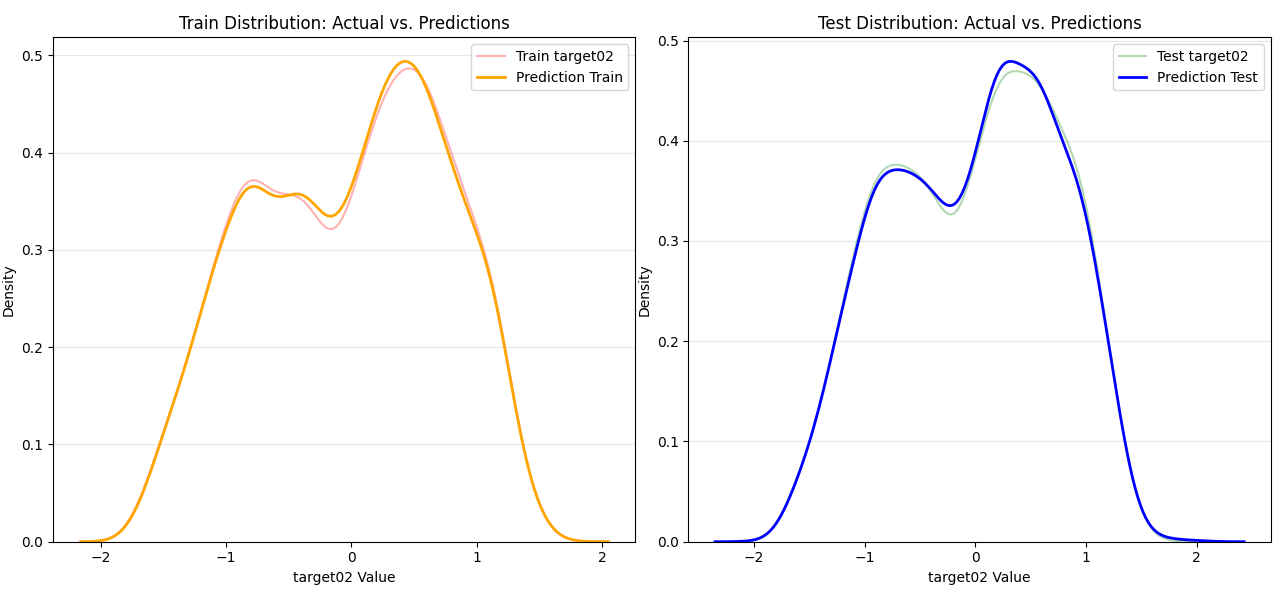 Train Distribution: Actual vs. Predictions
Train target02
Prediction Train
0.5
0.4
0.3
0.2
0.1
0.0
Density
−2
−1
0
1
2
target02 Value
Test Distribution: Actual vs. Predictions
Test target02
Prediction Test
0.5
0.4
0.3
0.2
0.1
0.0
Density
−2
−1
0
1
2
target02 Value